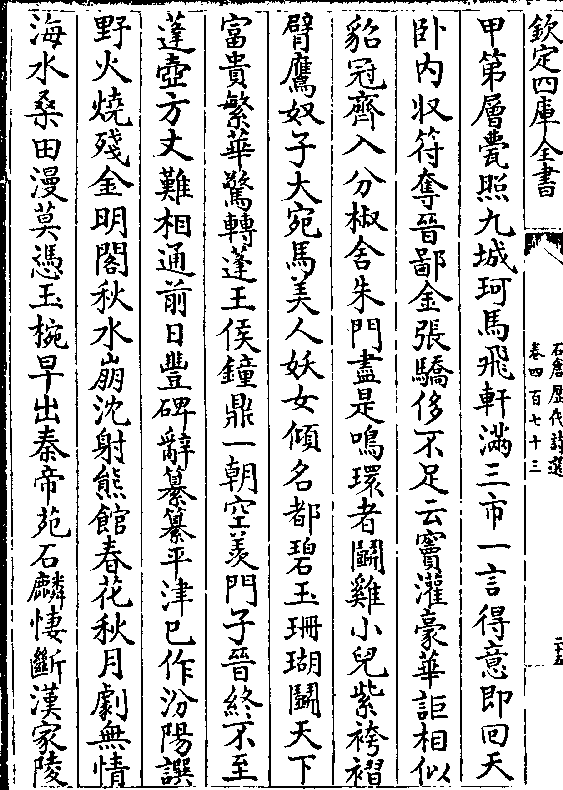 欽定四庫全書
石倉歷代詩選
卷四百七十三
甲第層甍照九城珂馬飛軒滿三市一言得意即回天
卧内収符奪晉鄙金張驕侈不足云竇灌豪華詎相似
貂冠齊入分椒舍朱門盡是鳴環者鬬雞小兒紫袴褶
臂鷹奴子大宛馬美人妖女傾名都碧玉珊瑚鬬天下
富貴繁華驚轉蓬王侯鐘鼎一朝空羡門子晉終不至
蓬壺方丈難相通前日豐碑辭纂纂平津已作汾陽譔
野火燒殘金明閣秋水崩沈射熊館春花秋月劇無情
海水桑田漫莫憑玉椀早出秦帝苑石麟悽斷漢家陵